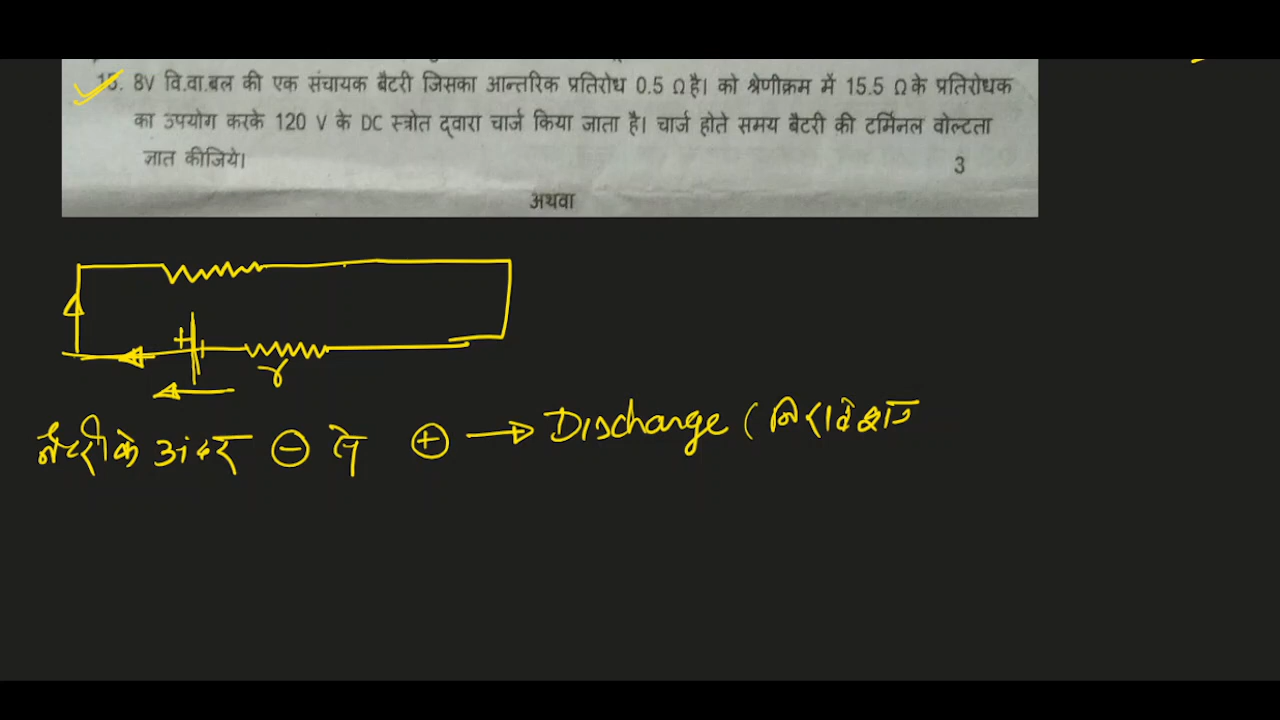 15. 8V वि.वा.बल की एक संचायक बैटरी जिसका आन्तरिक प्रतिरोध 0.5 Ω है। को श्रेणीक्रम में 15.5 Ω के प्रतिरोधक
का उपयोग करके 120 V के DC स्त्रोत द्वारा चार्ज किया जाता है। चार्ज होते समय बैटरी की टर्मिनल वोल्टता
ज्ञात कीजिये। 3
अथवा
+
r
बैटरी के अंदर ⊖ से ⊕ → Discharge (